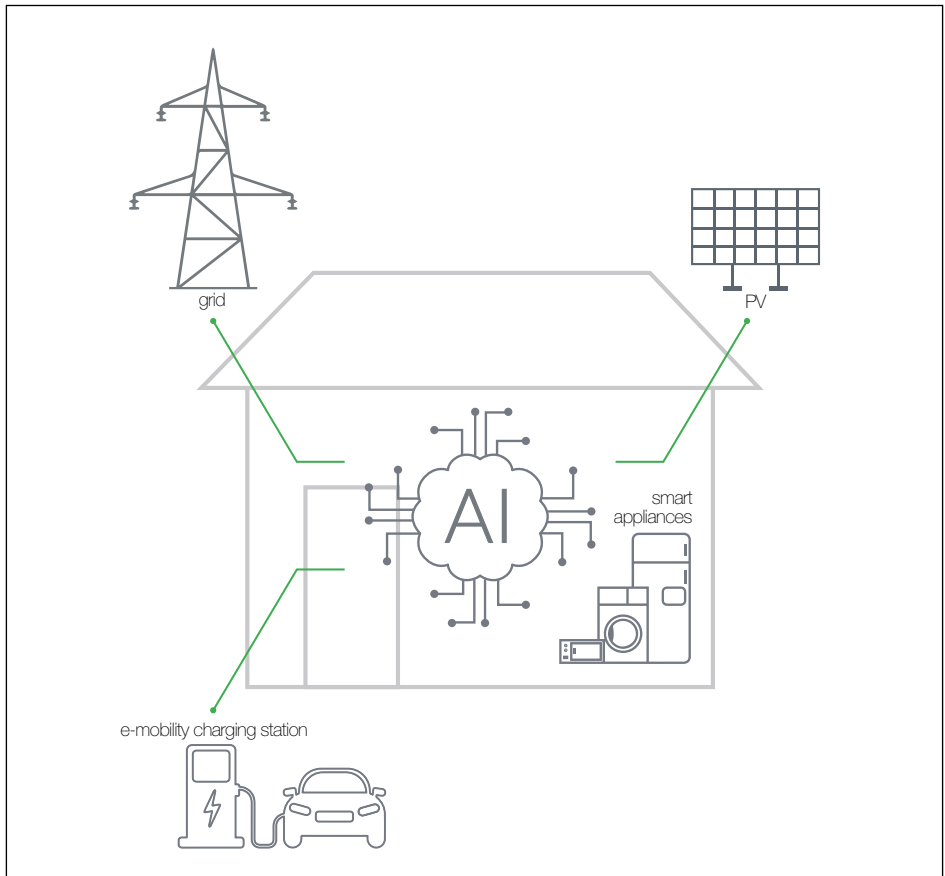 grid
PV
AI
smart
appliances
e-mobility charging station